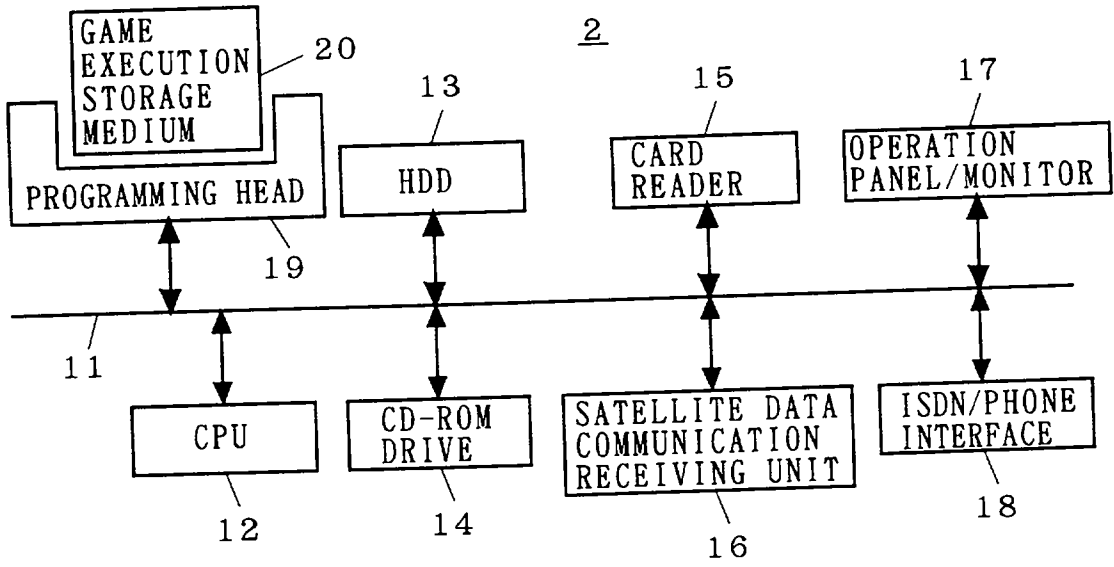 2
GAME
EXECUTION
STORAGE
MEDIUM
20
PROGRAMMING HEAD
19
13
HDD
15
CARD
READER
17
OPERATION
PANEL/MONITOR
11
CPU
12
CD-ROM
DRIVE
14
SATELLITE DATA
COMMUNICATION
RECEIVING UNIT
16
ISDN/PHONE
INTERFACE
18